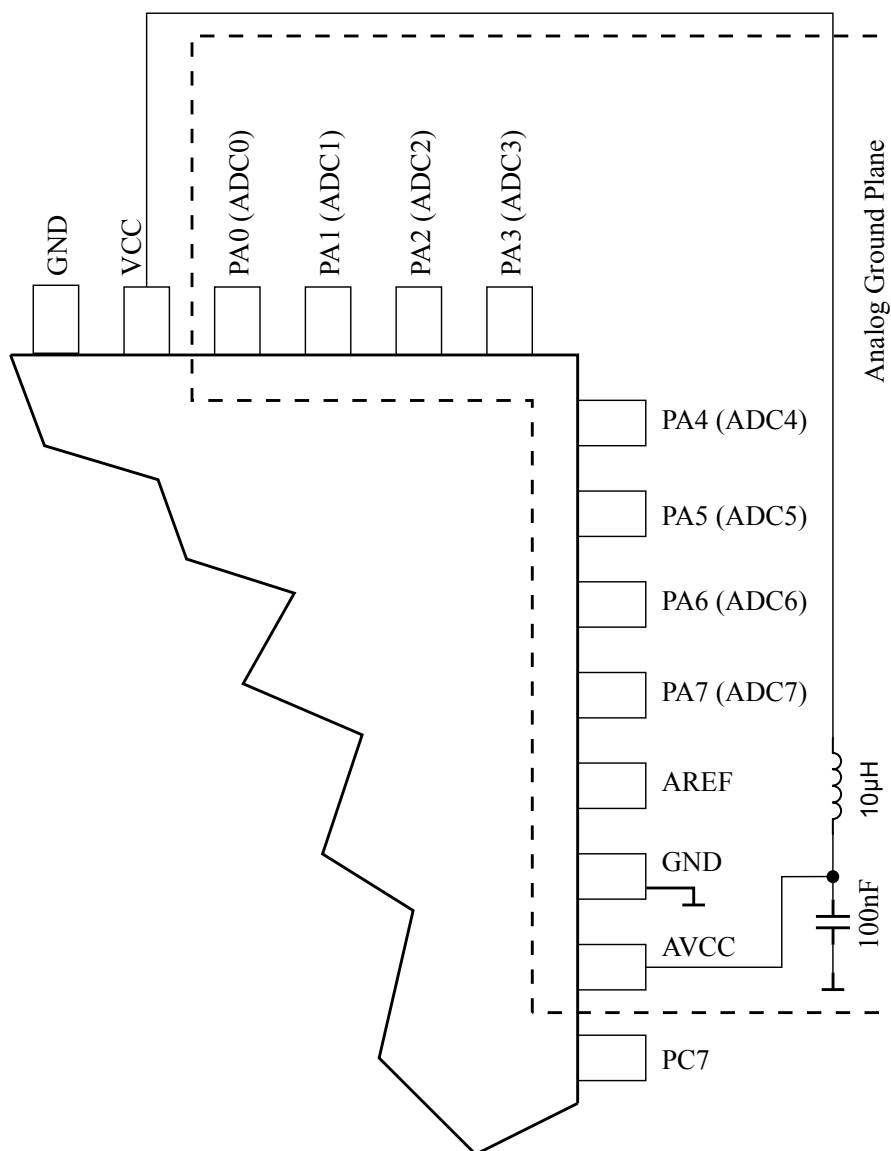 GND
VCC
PA0 (ADC0)
PA1 (ADC1)
PA2 (ADC2)
PA3 (ADC3)
Analog Ground Plane
PA4 (ADC4)
PA5 (ADC5)
PA6 (ADC6)
PA7 (ADC7)
AREF
10µH
GND
AVCC
100nF
PC7